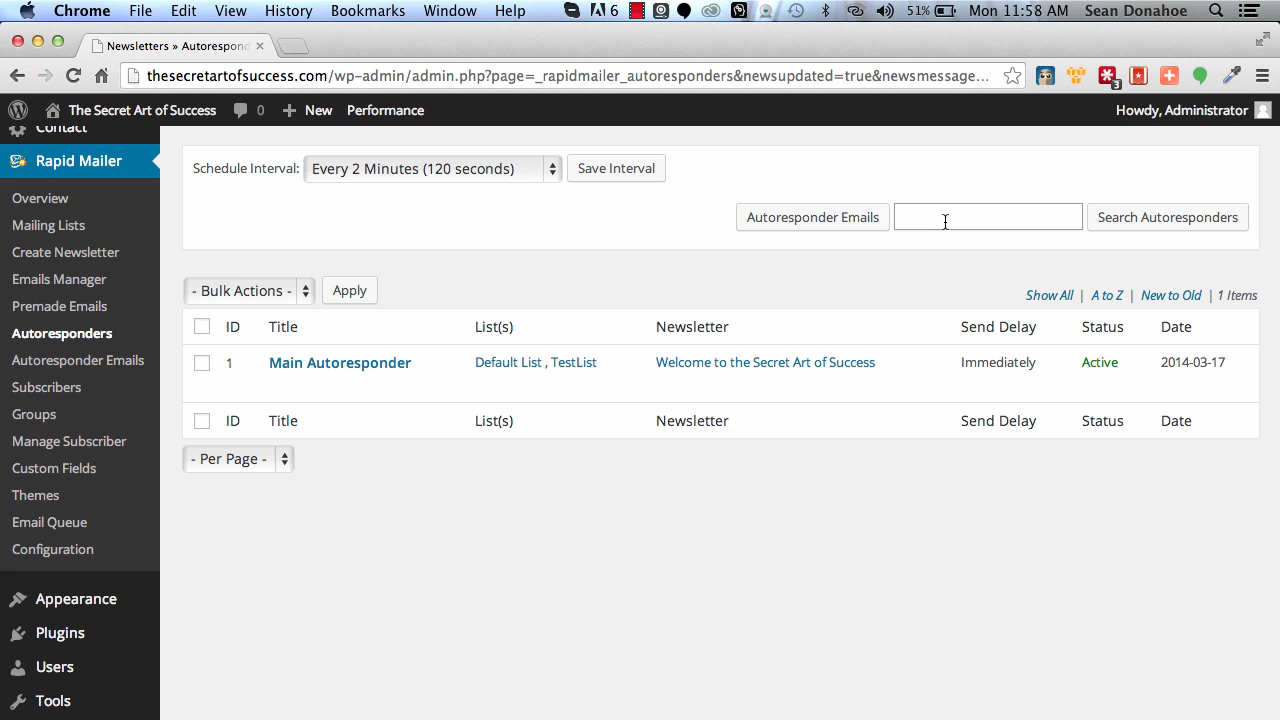 Chrome File Edit View History Bookmarks Window Help 6 51% Mon 11:58 AM Sean Donahoe
Newsletters » Autorespond
thesecretartofsuccess.com/wp-admin/admin.php?page=_rapidmailer_autoresponders&newsupdated=true&newsmessage... 3
The Secret Art of Success 0 New Performance Howdy, Administrator
Contact
Rapid Mailer
Overview
Mailing Lists
Create Newsletter
Emails Manager
Premade Emails
Autoresponders
Autoresponder Emails
Subscribers
Groups
Manage Subscriber
Custom Fields
Themes
Email Queue
Configuration
Appearance
Plugins
Users
Tools
Schedule Interval: Every 2 Minutes (120 seconds) Save Interval
Autoresponder Emails Search Autoresponders
- Bulk Actions - Apply Show All | A to Z | New to Old | 1 Items
ID Title List(s) Newsletter Send Delay Status Date
1 Main Autoresponder Default List , TestList Welcome to the Secret Art of Success Immediately Active 2014-03-17
ID Title List(s) Newsletter Send Delay Status Date
- Per Page -